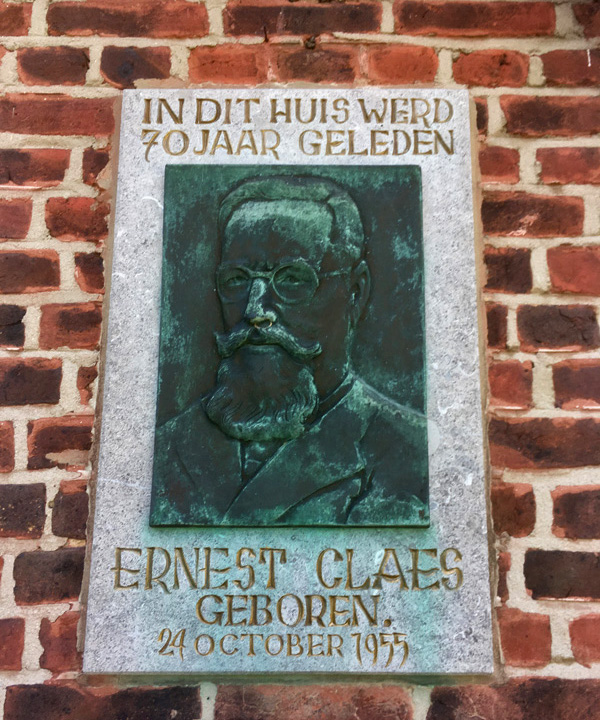 IN DIT HUIS WERD
70 JAAR GELEDEN
ERNEST CLAES
GEBOREN.
24 OCTOBER 1955